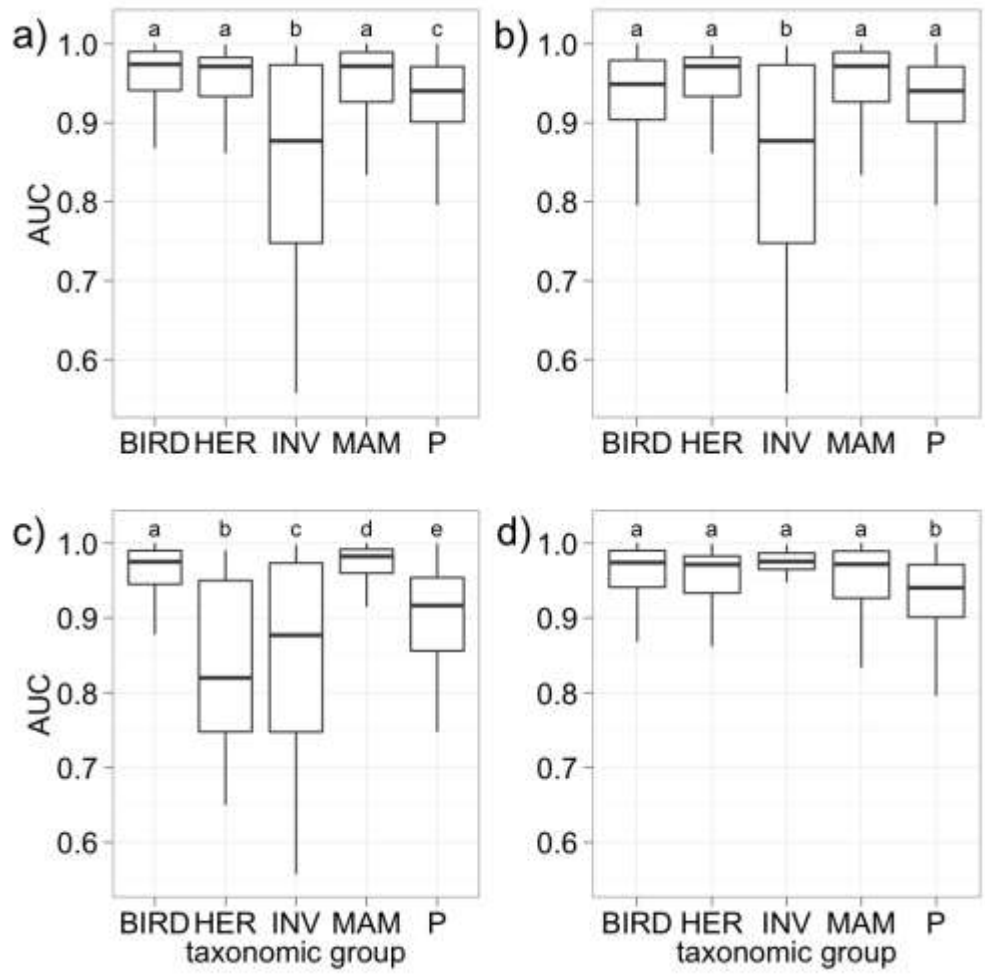 a)
a a b a c
1.0
0.9
0.8
0.7
0.6
AUC
BIRD HER INV MAM P
b)
a a b a a
1.0
0.9
0.8
0.7
0.6
BIRD HER INV MAM P
c)
a b c d e
1.0
0.9
0.8
0.7
0.6
AUC
BIRD HER INV MAM P
taxonomic group
d)
a a a a b
1.0
0.9
0.8
0.7
0.6
BIRD HER INV MAM P
taxonomic group